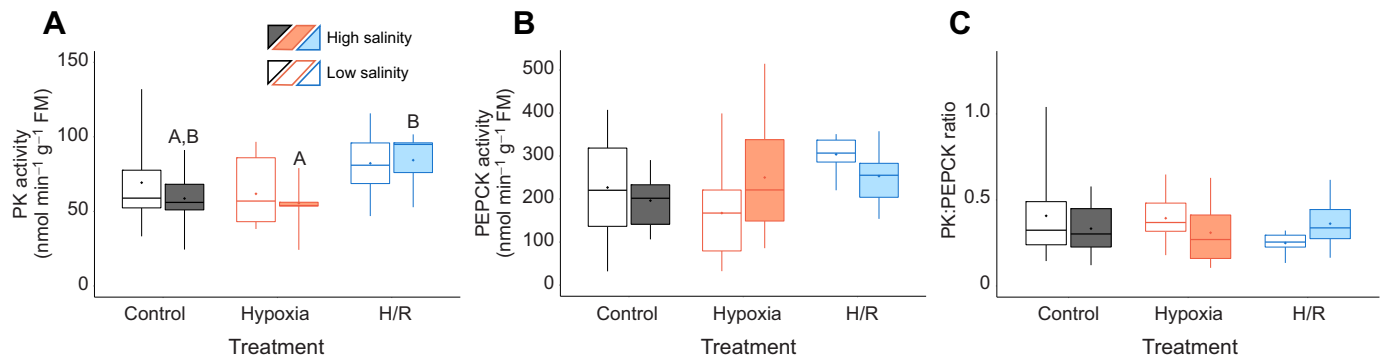 A
High salinity
Low salinity
PK activity
(nmol min⁻¹ g⁻¹ FM)
150
100
50
0
A,B
A
B
Control
Hypoxia
H/R
Treatment
B
PEPCK activity
(nmol min⁻¹ g⁻¹ FM)
500
400
300
200
100
0
Control
Hypoxia
H/R
Treatment
C
PK:PEPCK ratio
1.0
0.5
0
Control
Hypoxia
H/R
Treatment